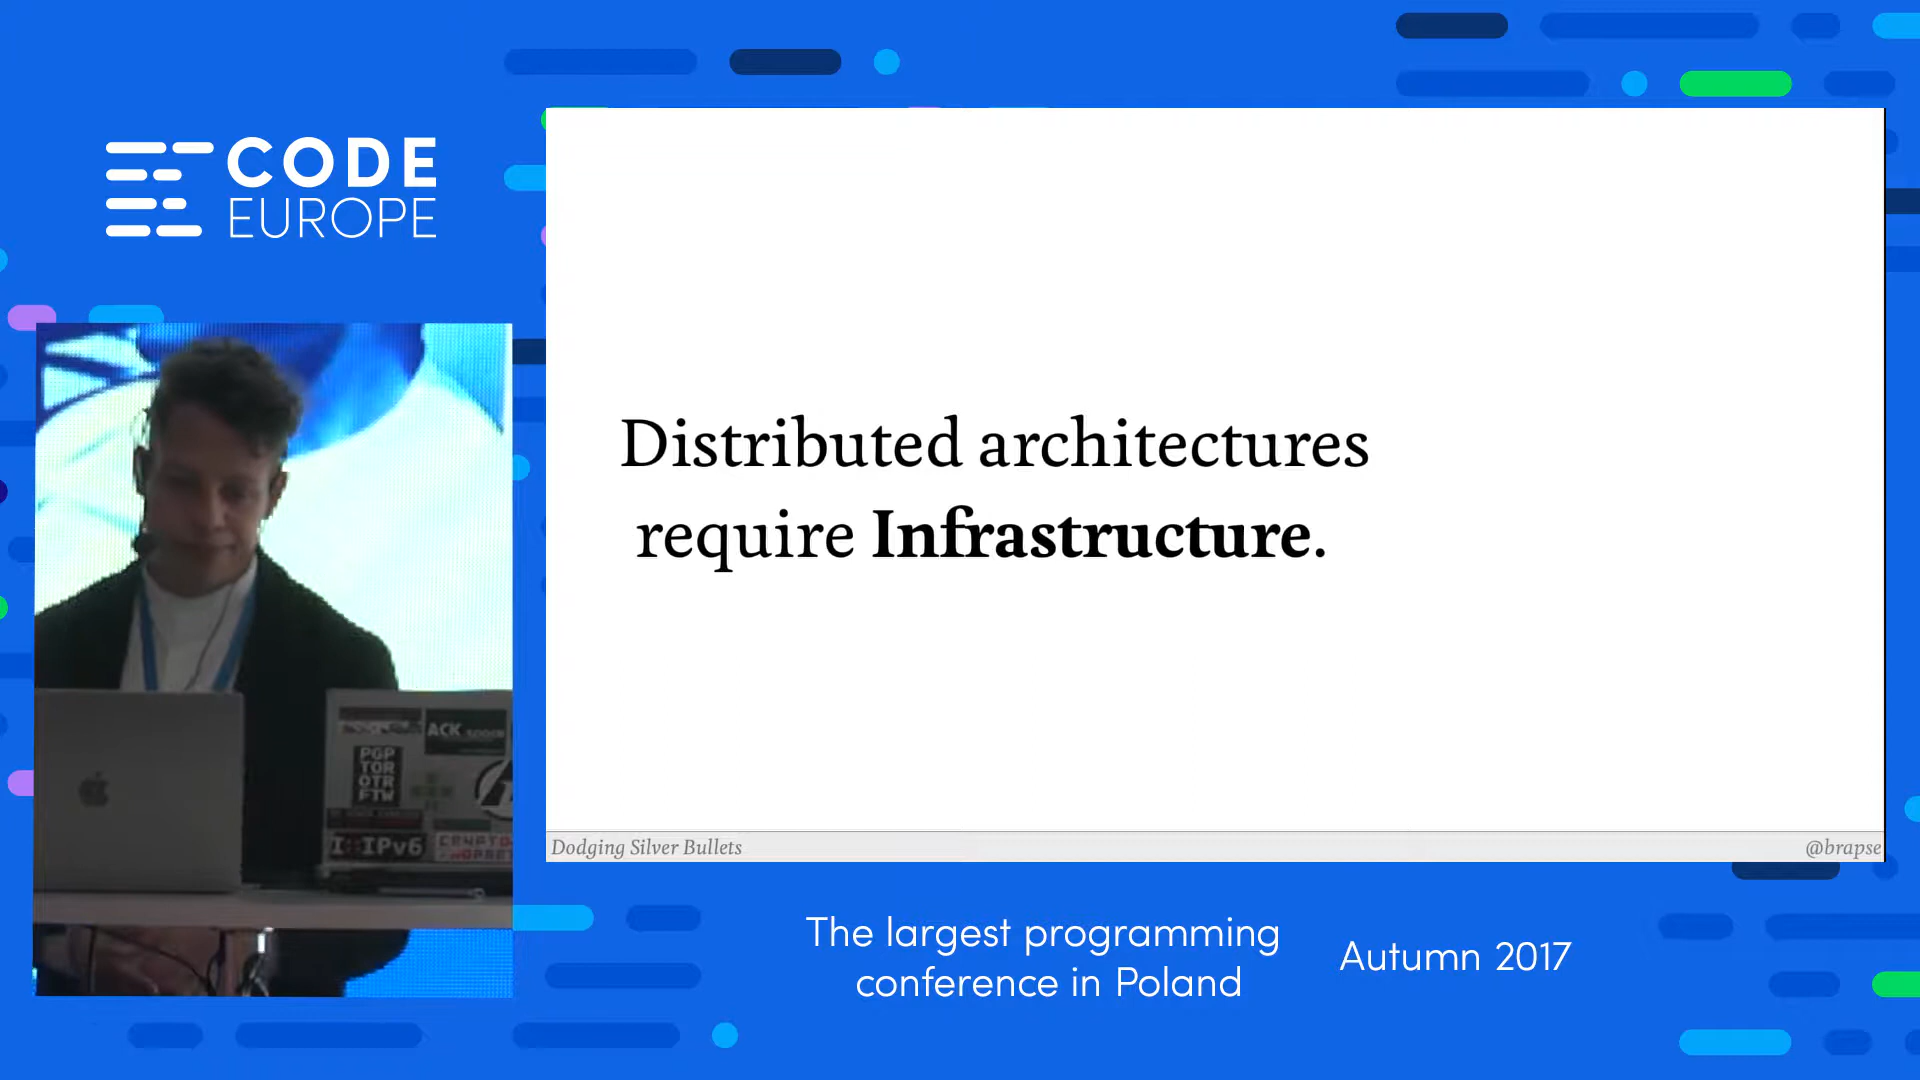 CODE
EUROPE
Distributed architectures
require Infrastructure.
Dodging Silver Bullets
@brapse
ACK
PGP
TOR
OTR
FTW
IPv6
The largest programming
conference in Poland
Autumn 2017